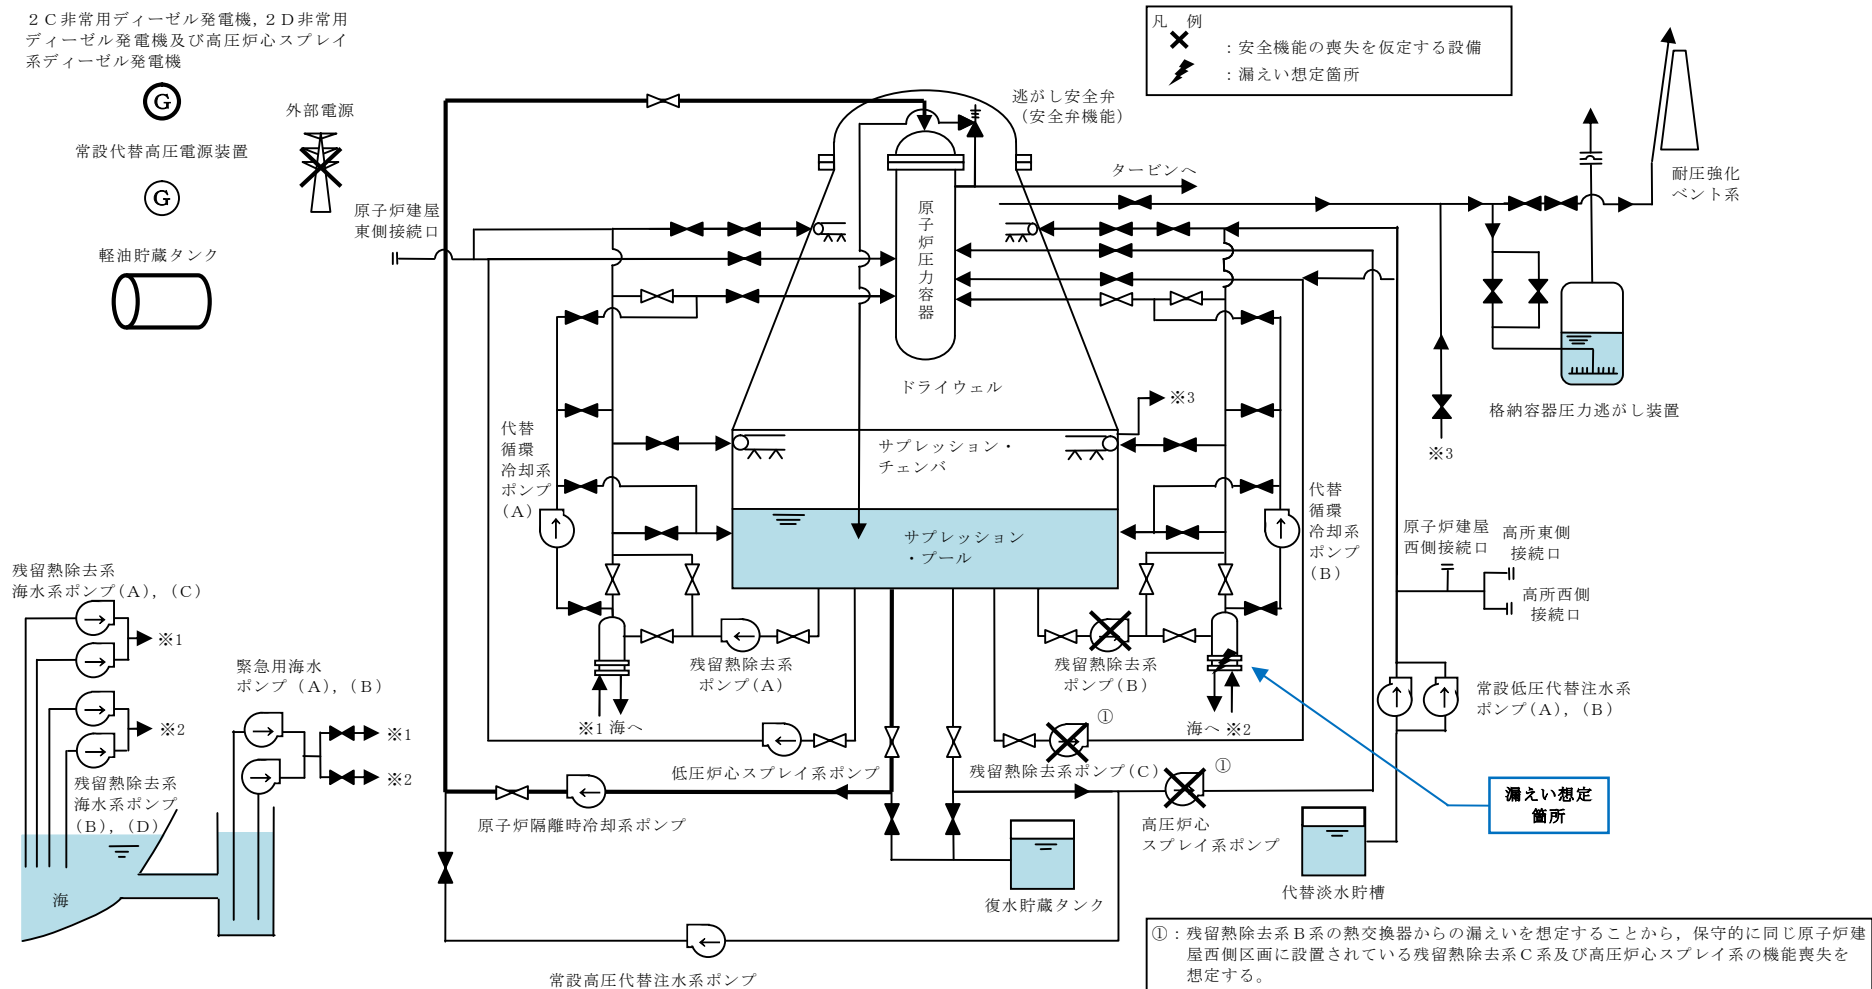 2C非常用ディーゼル発電機,2D非常用
ディーゼル発電機及び高圧炉心スプレイ
系ディーゼル発電機
G
外部電源
常設代替高圧電源装置
G
軽油貯蔵タンク
原子炉建屋
東側接続口
凡 例
:安全機能の喪失を仮定する設備
:漏えい想定箇所
逃がし安全弁
(安全弁機能)
タービンへ
耐圧強化
ベント系
原子炉圧力容器
ドライウェル
※3
格納容器圧力逃がし装置
※3
代替
循環
冷却系
ポンプ
(A)
サプレッション・
チェンバ
サプレッション
・プール
代替
循環
冷却系
ポンプ
(B)
原子炉建屋
西側接続口
高所東側
接続口
高所西側
接続口
残留熱除去系
海水系ポンプ(A),(C)
※1
※2
残留熱除去系
海水系ポンプ
(B),(D)
緊急用海水
ポンプ(A),(B)
※1
※2
海
残留熱除去系
ポンプ(A)
※1 海へ
残留熱除去系
ポンプ(B)
海へ ※2
常設低圧代替注水系
ポンプ(A),(B)
低圧炉心スプレイ系ポンプ
①
残留熱除去系ポンプ(C)
①
漏えい想定
箇所
原子炉隔離時冷却系ポンプ
高圧炉心
スプレイ系ポンプ
復水貯蔵タンク
代替淡水貯槽
常設高圧代替注水系ポンプ
①:残留熱除去系B系の熱交換器からの漏えいを想定することから,保守的に同じ原子炉建
屋西側区画に設置されている残留熱除去系C系及び高圧炉心スプレイ系の機能喪失を
想定する。